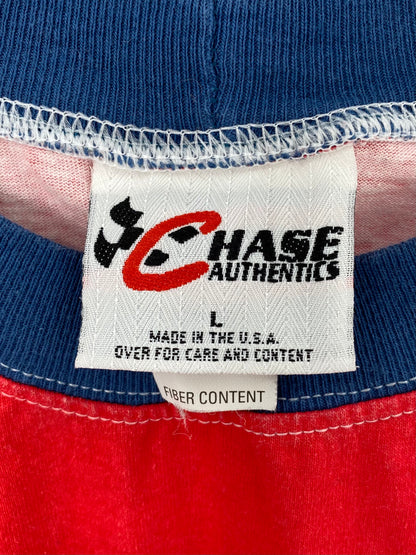 CHASE
AUTHENTICS
L
MADE IN THE U.S.A.
OVER FOR CARE AND CONTENT
FIBER CONTENT